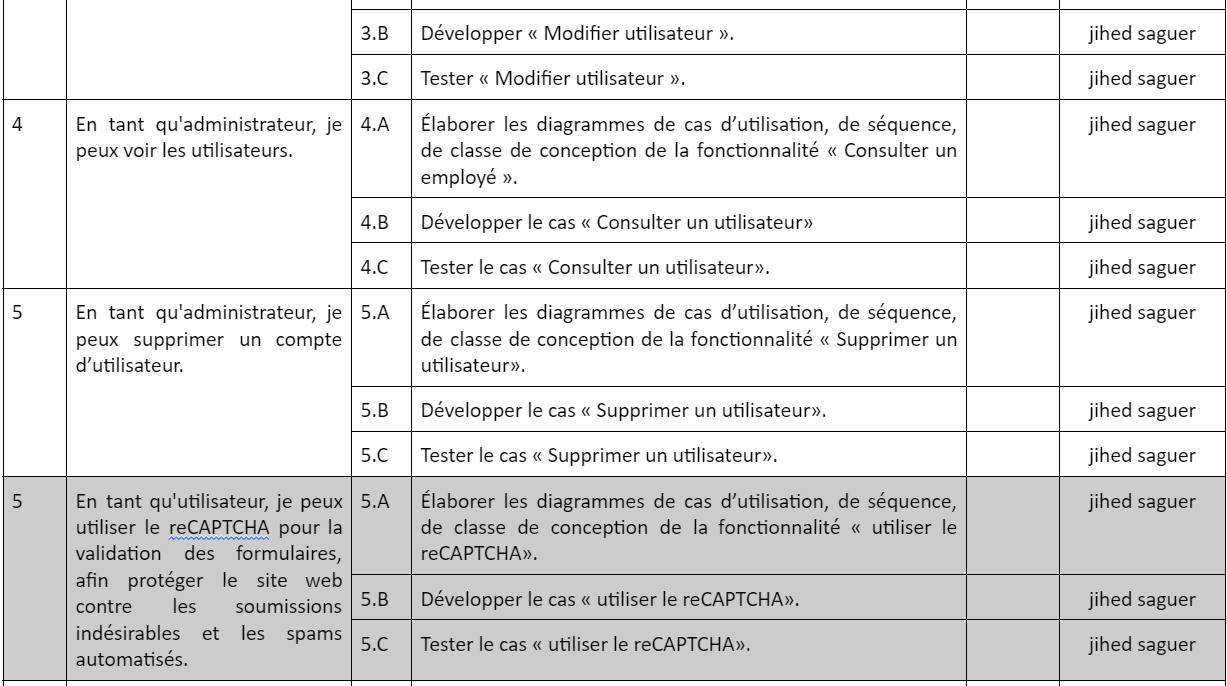 3.B Développer « Modifier utilisateur ». jihed saguer
3.C Tester « Modifier utilisateur ». jihed saguer
4 En tant qu'administrateur, je 4.A Élaborer les diagrammes de cas d’utilisation, de séquence, jihed saguer
peux voir les utilisateurs. de classe de conception de la fonctionnalité « Consulter un
employé ».
4.B Développer le cas « Consulter un utilisateur» jihed saguer
4.C Tester le cas « Consulter un utilisateur». jihed saguer
5 En tant qu'administrateur, je 5.A Élaborer les diagrammes de cas d’utilisation, de séquence, jihed saguer
peux supprimer un compte de classe de conception de la fonctionnalité « Supprimer un
d’utilisateur. utilisateur».
5.B Développer le cas « Supprimer un utilisateur». jihed saguer
5.C Tester le cas « Supprimer un utilisateur». jihed saguer
5 En tant qu'utilisateur, je peux 5.A Élaborer les diagrammes de cas d’utilisation, de séquence, jihed saguer
utiliser le reCAPTCHA pour la de classe de conception de la fonctionnalité « utiliser le
validation des formulaires, reCAPTCHA».
afin protéger le site web
contre les soumissions 5.B Développer le cas « utiliser le reCAPTCHA». jihed saguer
indésirables et les spams 5.C Tester le cas « utiliser le reCAPTCHA». jihed saguer
automatisés.